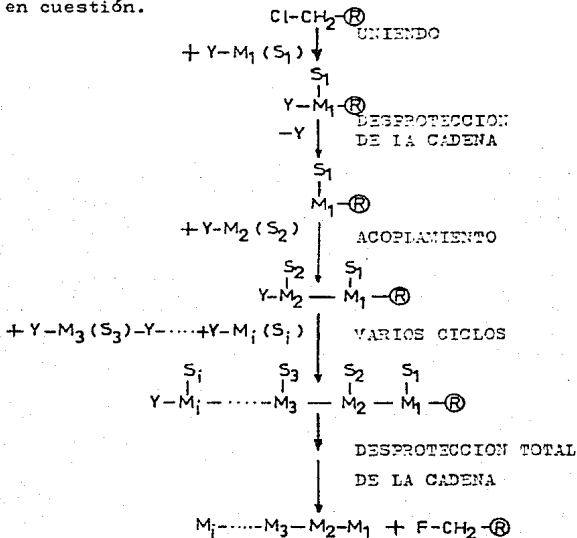 en cuestión.
Cl-CH2-Ⓡ
UNIENDO
+ Y-M1(S1)
S1
Y-M1-Ⓡ
DESPROTECCION
-Y
DE LA CADENA
S1
M1-Ⓡ
+Y-M2(S2)
ACOPLAMIENTO
S2 S1
Y-M2 — M1-Ⓡ
+ Y-M3(S3)-Y-····+Y-Mi(Si)
VARIOS CICLOS
Si S3 S2 S1
Y-Mi-·····-M3 — M2 — M1-Ⓡ
DESPROTECCION TOTAL
DE LA CADENA
Mi-·····-M3-M2-M1 + F-CH2-Ⓡ